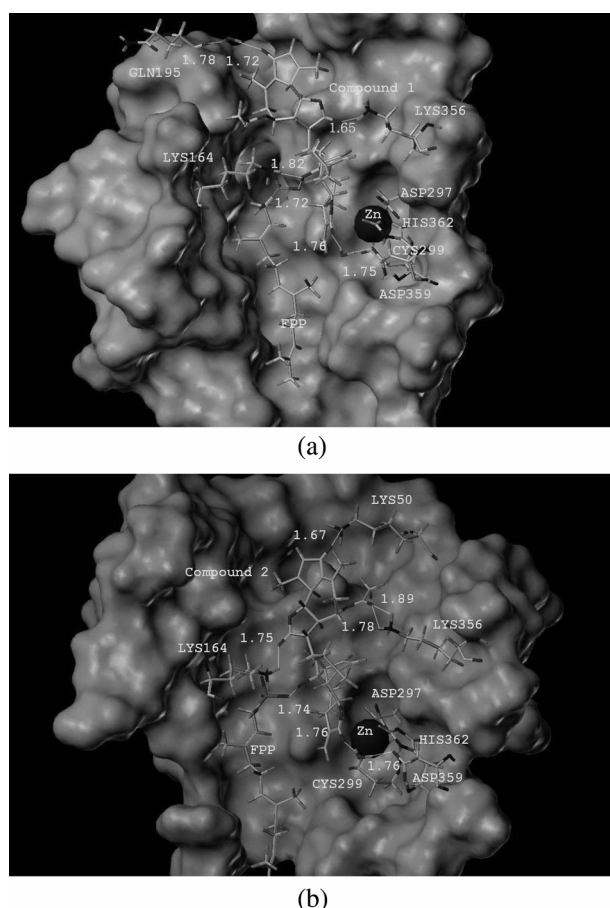 1.78 1.72
GLN195
Compound 1
LYS356
1.65
LYS164
1.82
ASP297
1.72
Zn
HIS362
1.76
CYS299
1.75
ASP359
FPP
(a)
LYS50
1.67
Compound 2
1.89
1.75 1.78
LYS356
LYS164
ASP297
1.74
1.76 Zn
FPP
HIS362
1.76
CYS299
ASP359
(b)